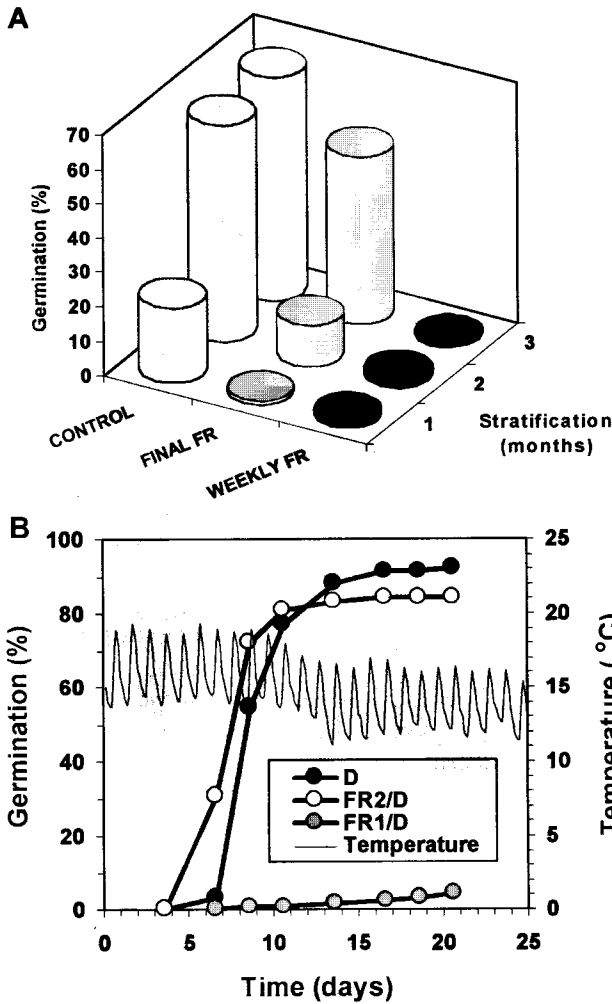 A
Germination (%)
70
60
50
40
30
20
10
0
CONTROL
FINAL FR
WEEKLY FR
1
2
3
Stratification
(months)
B
Germination (%)
100
80
60
40
20
0
25
20
15
10
5
0
Temperature ( °C)
D
FR2/D
FR1/D
Temperature
0 5 10 15 20 25
Time (days)